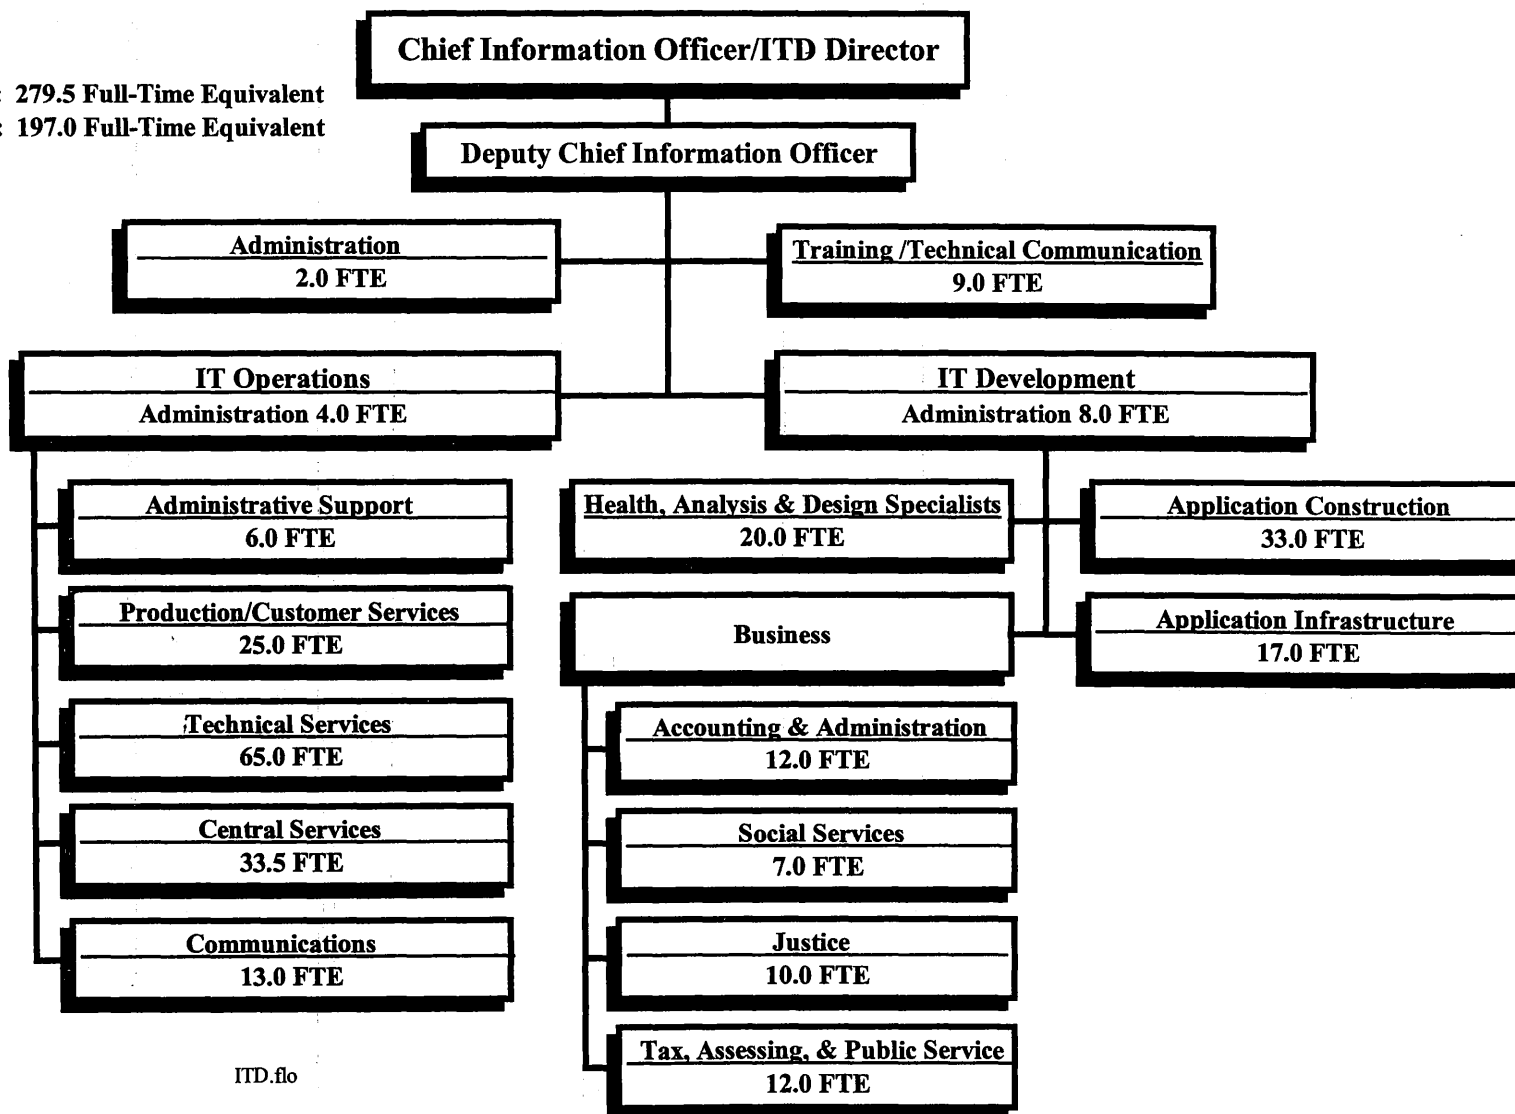 Chief Information Officer/ITD Director
: 279.5 Full-Time Equivalent
: 197.0 Full-Time Equivalent
Deputy Chief Information Officer
Administration
2.0 FTE
Training /Technical Communication
9.0 FTE
IT Operations
Administration 4.0 FTE
IT Development
Administration 8.0 FTE
Administrative Support
6.0 FTE
Production/Customer Services
25.0 FTE
Technical Services
65.0 FTE
Central Services
33.5 FTE
Communications
13.0 FTE
Health, Analysis & Design Specialists
20.0 FTE
Application Construction
33.0 FTE
Business
Application Infrastructure
17.0 FTE
Accounting & Administration
12.0 FTE
Social Services
7.0 FTE
Justice
10.0 FTE
Tax, Assessing, & Public Service
12.0 FTE
ITD.flo